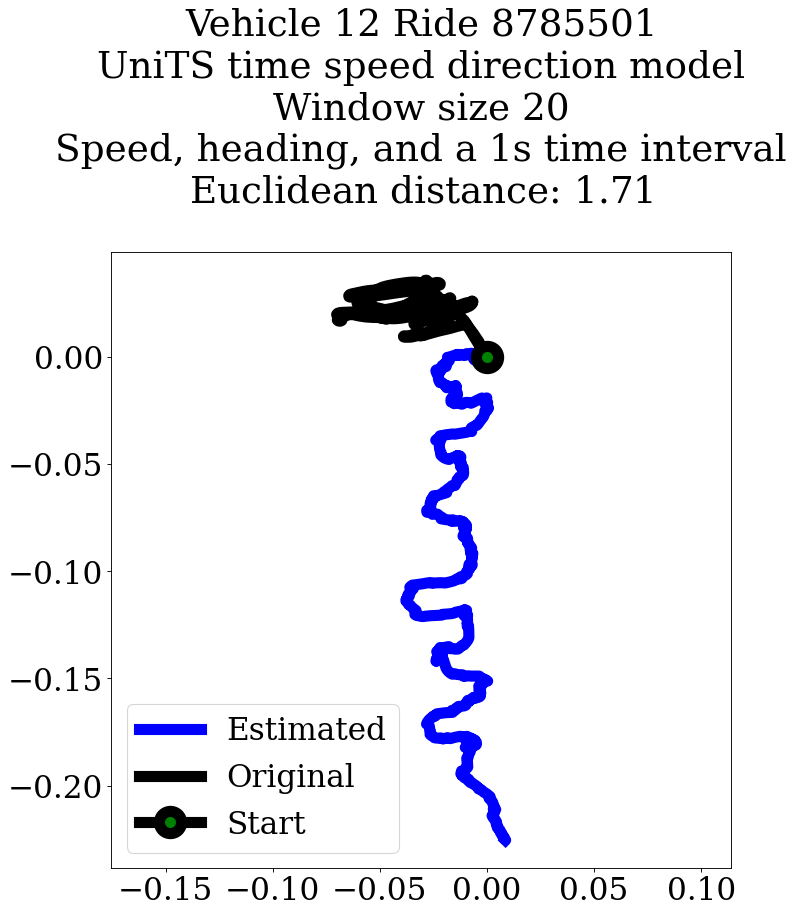 Vehicle 12 Ride 8785501
UniTS time speed direction model
Window size 20
Speed, heading, and a 1s time interval
Euclidean distance: 1.71
0.00
−0.05
−0.10
−0.15
−0.20
Estimated
Original
Start
−0.15 −0.10 −0.05 0.00 0.05 0.10